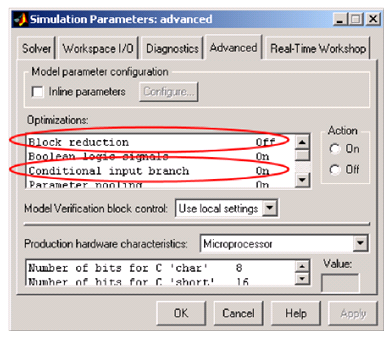 Simulation Parameters: advanced
Solver Workspace I/O Diagnostics Advanced Real-Time Workshop
Model parameter configuration
Inline parameters Configure...
Optimizations:
Action
Block reduction Off
On
Boolean logic signals On
Conditional input branch On
Off
Parameter pooling On
Model Verification block control: Use local settings
Production hardware characteristics: Microprocessor
Value:
Number of bits for C 'char' 8
Number of bits for C 'short' 16
OK Cancel Help Apply